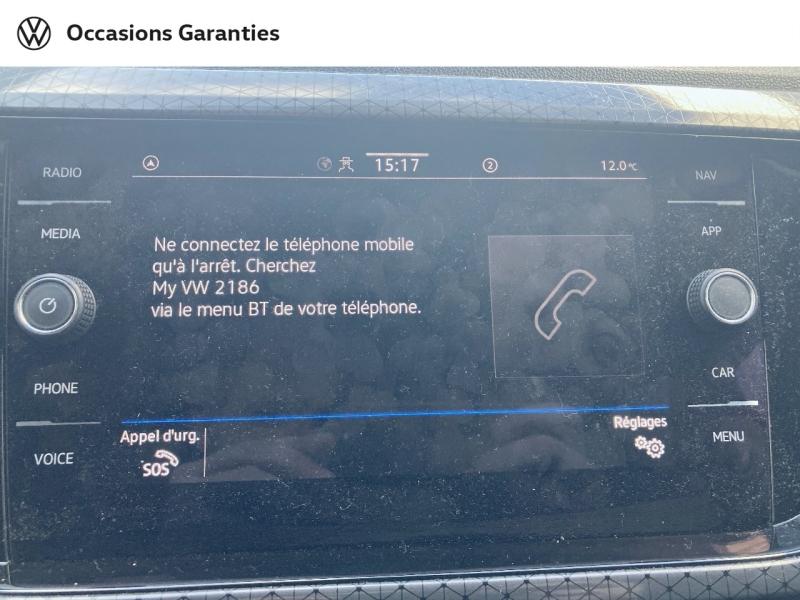 Occasions Garanties
RADIO
MEDIA
PHONE
VOICE
15:17
2
12.0°C
Ne connectez le téléphone mobile
qu'à l'arrêt. Cherchez
My VW 2186
via le menu BT de votre téléphone.
Appel d'urg.
SOS
Réglages
NAV
APP
CAR
MENU